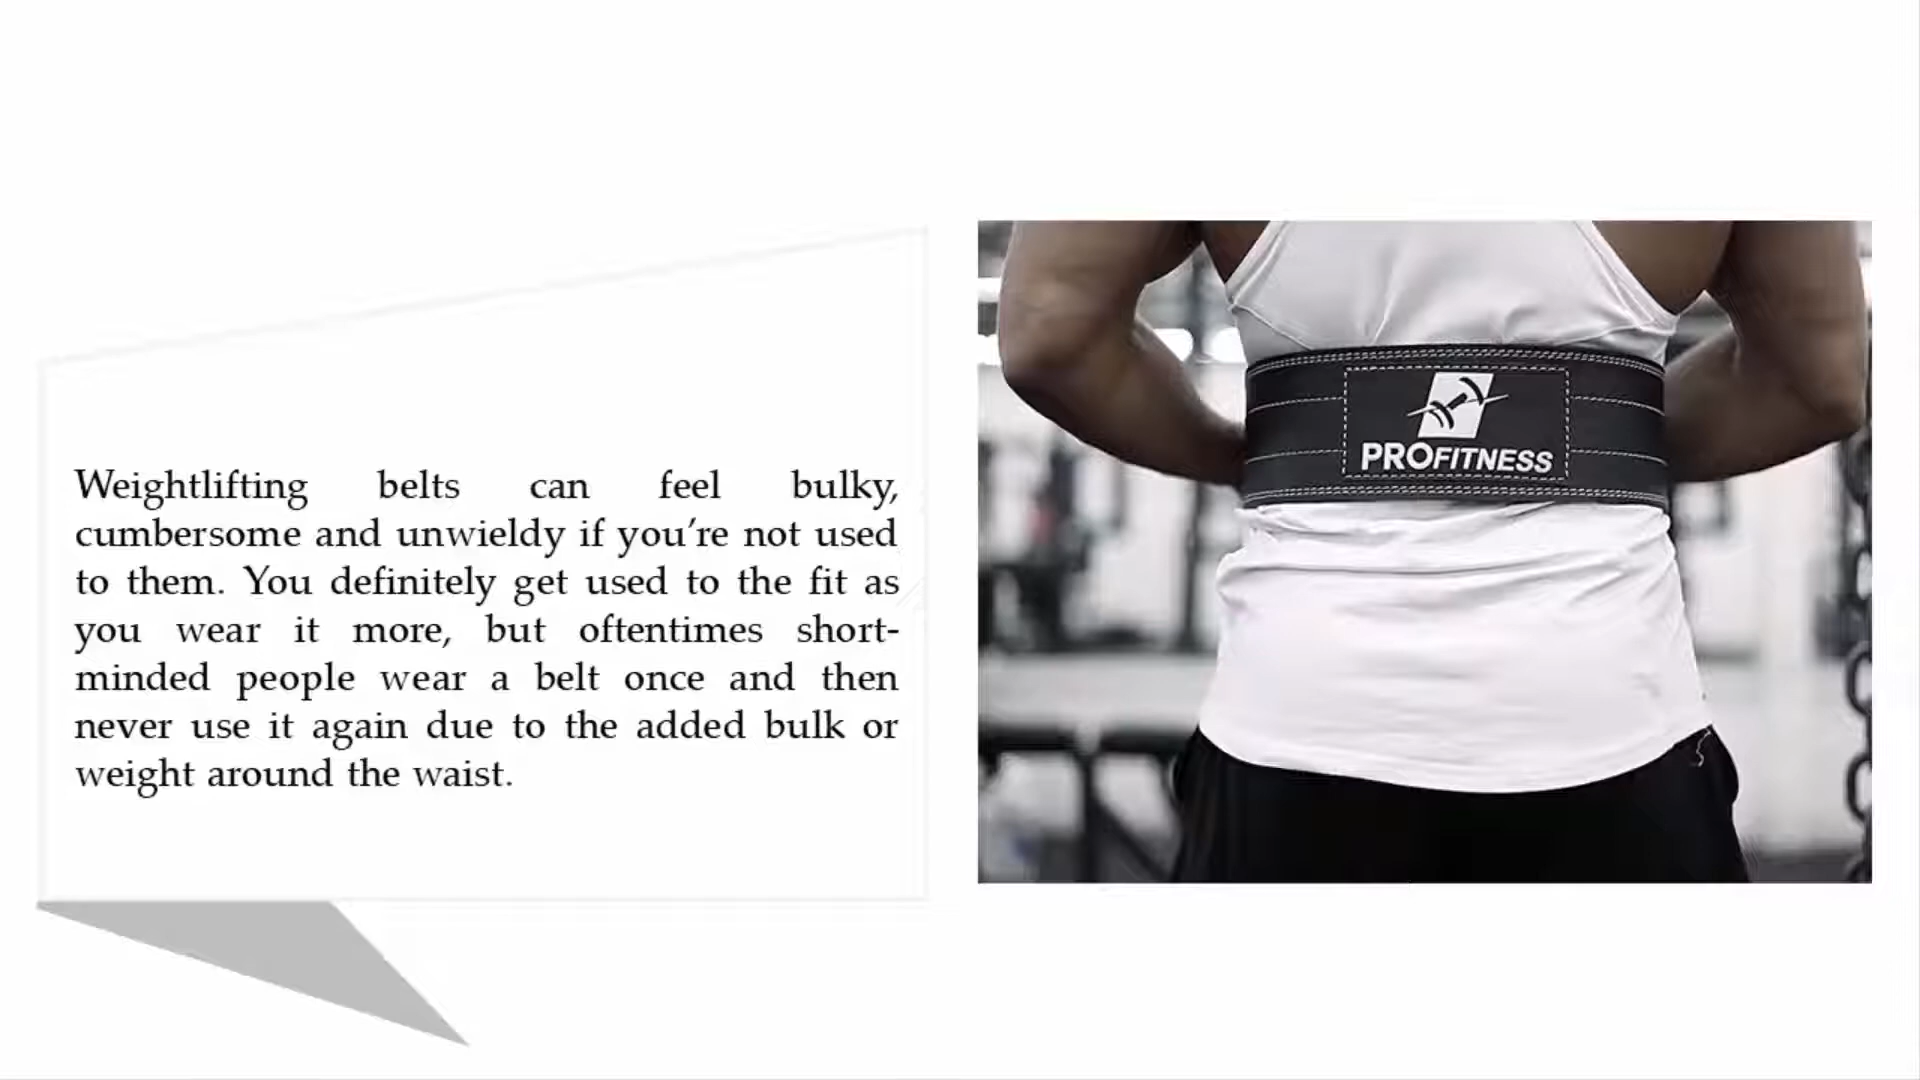 Weightlifting belts can feel bulky,
cumbersome and unwieldy if you’re not used
to them. You definitely get used to the fit as
you wear it more, but oftentimes short-
minded people wear a belt once and then
never use it again due to the added bulk or
weight around the waist.
PROFITNESS